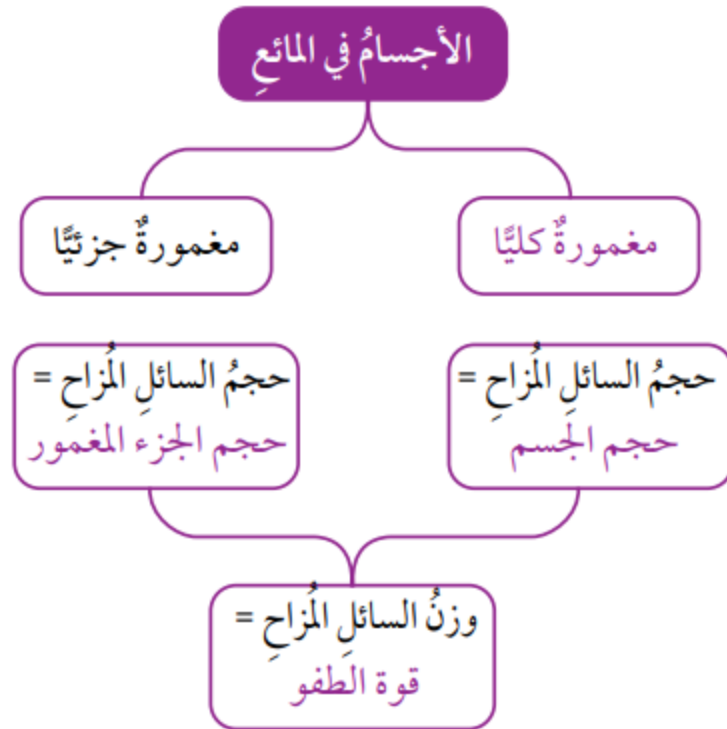 الأجسامُ في المائعِ
مغمورةٌ كليًّا
مغمورةٌ جزئيًّا
حجمُ السائلِ المُزاحِ =
حجم الجسم
حجمُ السائلِ المُزاحِ =
حجم الجزء المغمور
وزنُ السائلِ المُزاحِ =
قوة الطفو